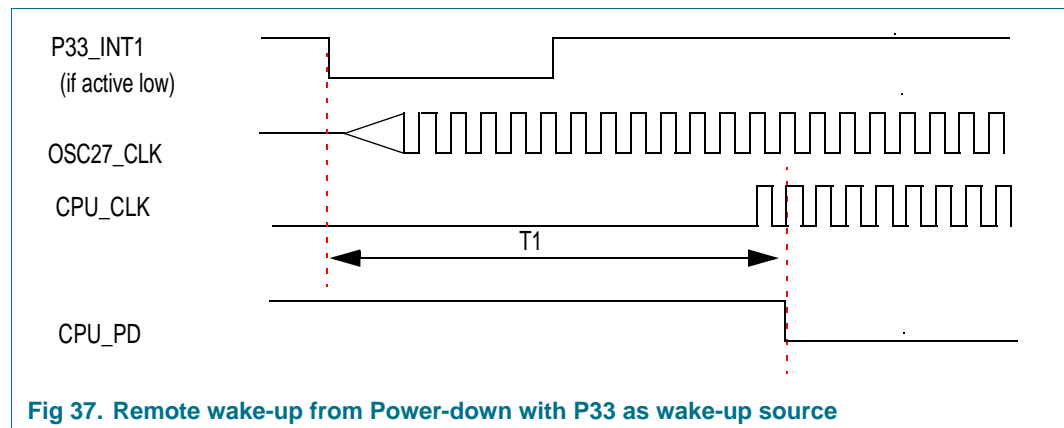 P33_INT1
(if active low)
OSC27_CLK
CPU_CLK
T1
CPU_PD
Fig 37. Remote wake-up from Power-down with P33 as wake-up source